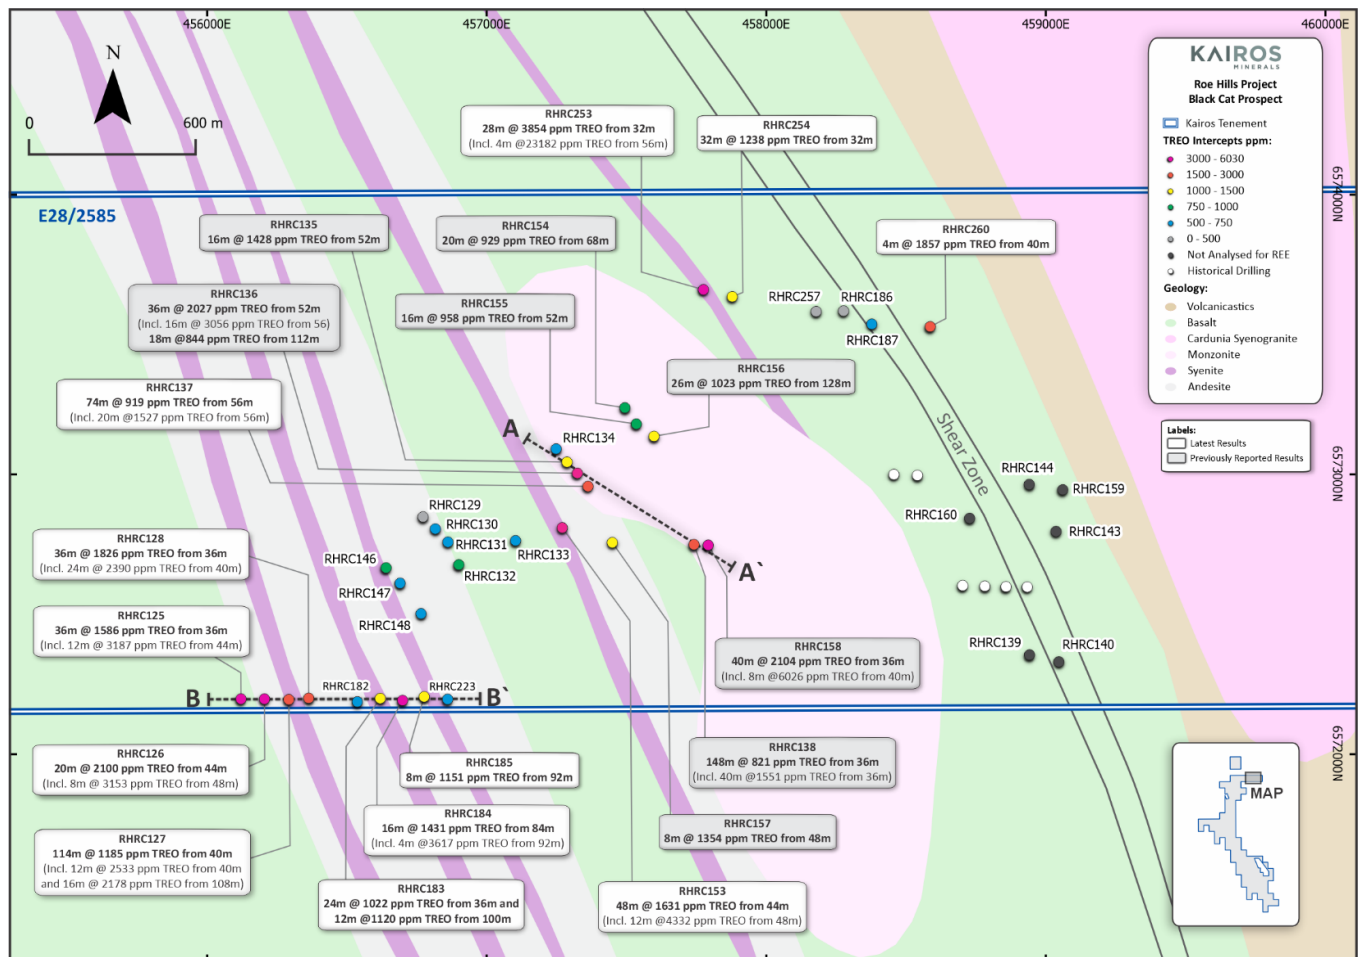 456000E
457000E
458000E
459000E
460000E
N
0
600 m
E28/2585
6574000N
6573000N
6572000N
RHRC253
28m @ 3854 ppm TREO from 32m
(Incl. 4m @23182 ppm TREO from 56m)
RHRC254
32m @ 1238 ppm TREO from 32m
RHRC135
16m @ 1428 ppm TREO from 52m
RHRC154
20m @ 929 ppm TREO from 68m
RHRC260
4m @ 1857 ppm TREO from 40m
RHRC136
36m @ 2027 ppm TREO from 52m
(Incl. 16m @ 3056 ppm TREO from 56)
18m @844 ppm TREO from 112m
RHRC155
16m @ 958 ppm TREO from 52m
RHRC257
RHRC186
RHRC187
RHRC156
26m @ 1023 ppm TREO from 128m
RHRC137
74m @ 919 ppm TREO from 56m
(Incl. 20m @1527 ppm TREO from 56m)
A
RHRC134
Shear Zone
RHRC144
RHRC159
RHRC160
RHRC143
RHRC129
RHRC130
RHRC131
RHRC133
RHRC132
RHRC146
RHRC147
RHRC148
A`
RHRC128
36m @ 1826 ppm TREO from 36m
(Incl. 24m @ 2390 ppm TREO from 40m)
RHRC125
36m @ 1586 ppm TREO from 36m
(Incl. 12m @ 3187 ppm TREO from 44m)
RHRC139
RHRC140
RHRC158
40m @ 2104 ppm TREO from 36m
(Incl. 8m @6026 ppm TREO from 40m)
B
RHRC182
RHRC223
B`
RHRC126
20m @ 2100 ppm TREO from 44m
(Incl. 8m @ 3153 ppm TREO from 48m)
RHRC185
8m @ 1151 ppm TREO from 92m
RHRC138
148m @ 821 ppm TREO from 36m
(Incl. 40m @1551 ppm TREO from 36m)
RHRC184
16m @ 1431 ppm TREO from 84m
(Incl. 4m @3617 ppm TREO from 92m)
RHRC157
8m @ 1354 ppm TREO from 48m
RHRC127
114m @ 1185 ppm TREO from 40m
(Incl. 12m @ 2533 ppm TREO from 40m
and 16m @ 2178 ppm TREO from 108m)
RHRC183
24m @ 1022 ppm TREO from 36m and
12m @1120 ppm TREO from 100m
RHRC153
48m @ 1631 ppm TREO from 44m
(Incl. 12m @4332 ppm TREO from 48m)
KAIROS
MINERALS
Roe Hills Project
Black Cat Prospect
Kairos Tenement
TREO Intercepts ppm:
3000 - 6030
1500 - 3000
1000 - 1500
750 - 1000
500 - 750
0 - 500
Not Analysed for REE
Historical Drilling
Geology:
Volcanicastics
Basalt
Cardunia Syenogranite
Monzonite
Syenite
Andesite
Labels:
Latest Results
Previously Reported Results
MAP